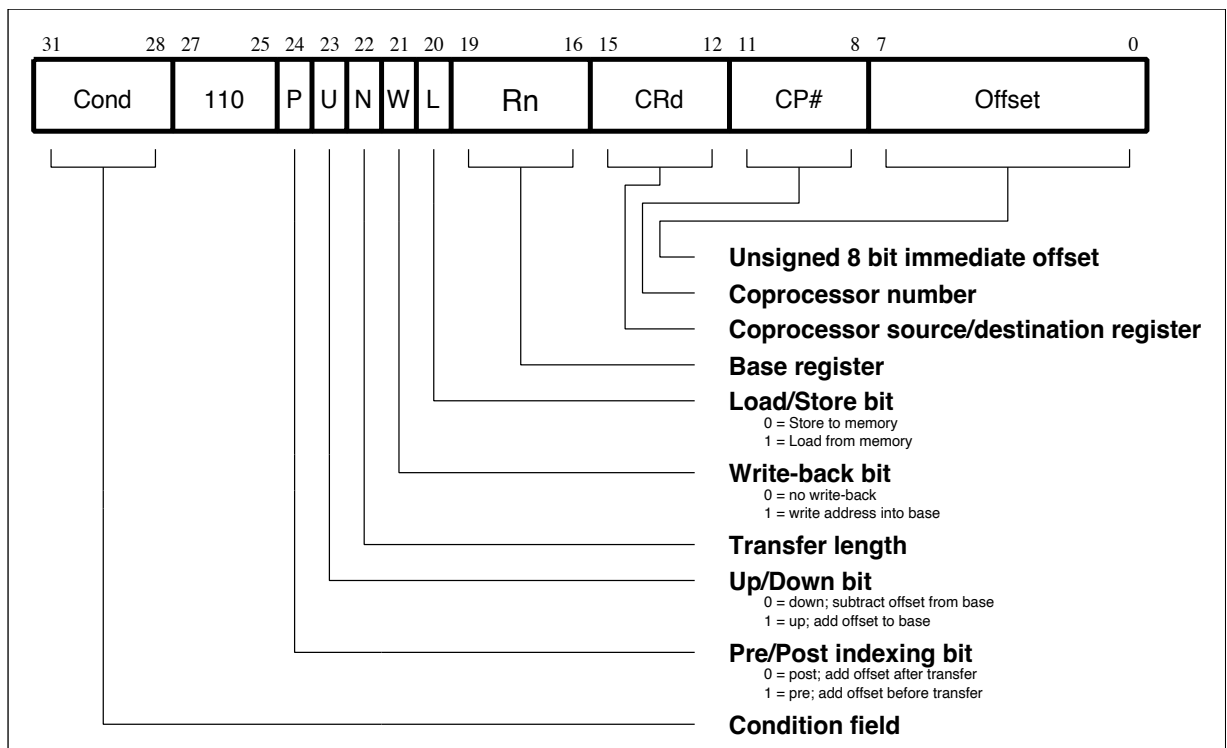 31 28 27 25 24 23 22 21 20 19 16 15 12 11 8 7 0
Cond 110 P U N W L Rn CRd CP# Offset
Unsigned 8 bit immediate offset
Coprocessor number
Coprocessor source/destination register
Base register
Load/Store bit
0 = Store to memory
1 = Load from memory
Write-back bit
0 = no write-back
1 = write address into base
Transfer length
Up/Down bit
0 = down; subtract offset from base
1 = up; add offset to base
Pre/Post indexing bit
0 = post; add offset after transfer
1 = pre; add offset before transfer
Condition field